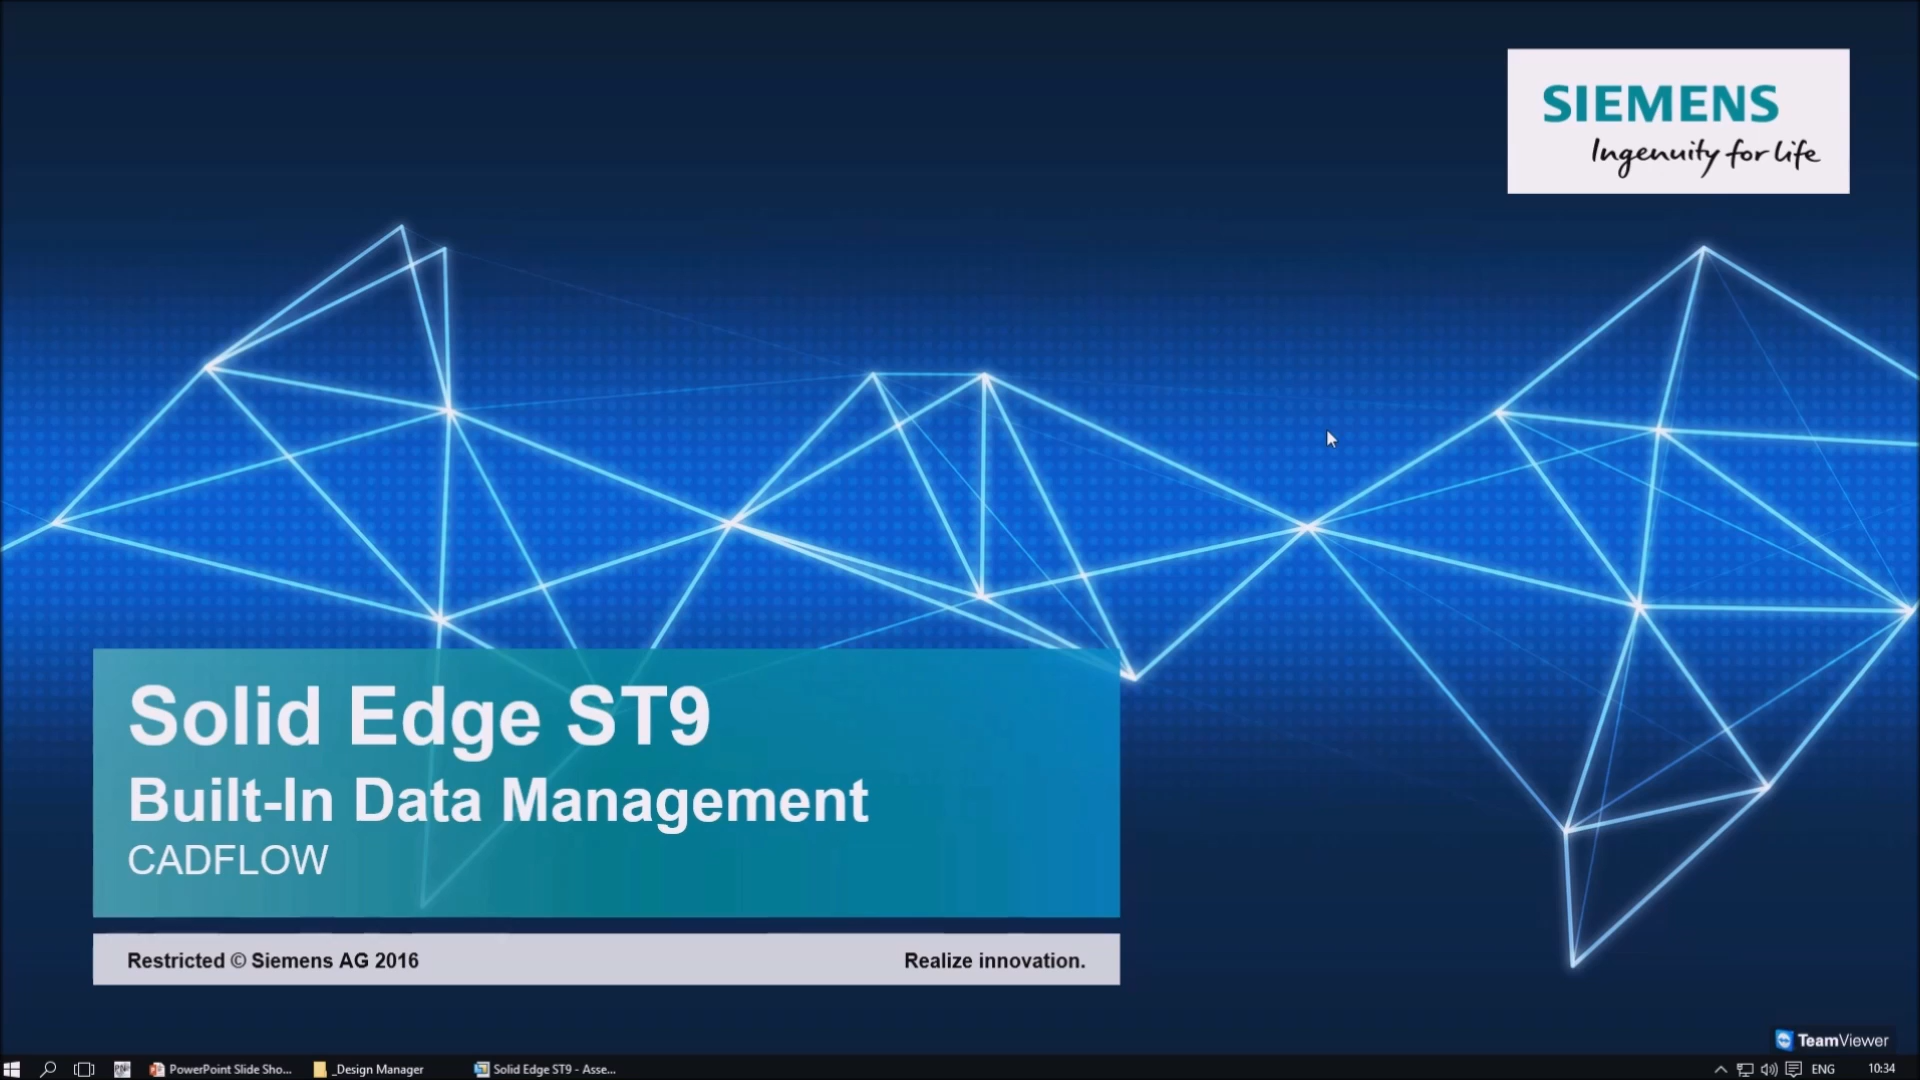 SIEMENS
Ingenuity for life
Solid Edge ST9
Built-In Data Management
CADFLOW
Restricted © Siemens AG 2016
Realize innovation.
TeamViewer
PowerPoint Slide Sho...
_Design Manager
Solid Edge ST9 - Asse...
ENG
10:34